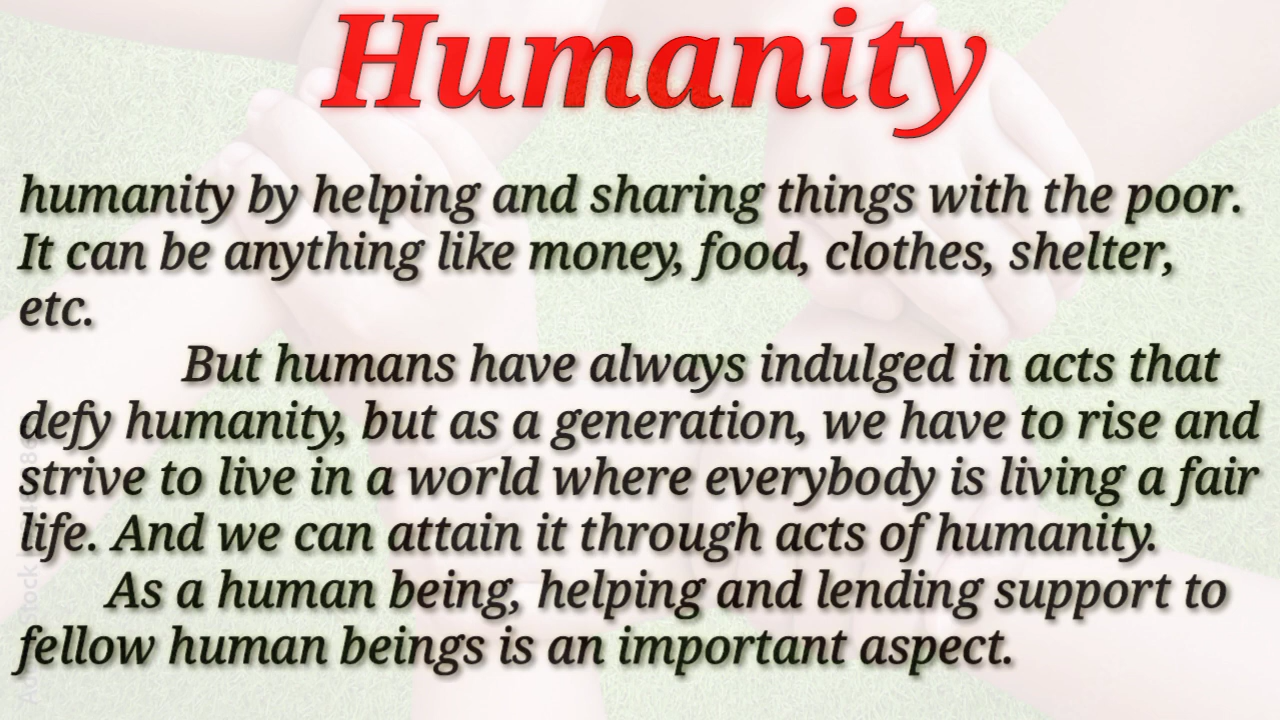 Humanity
humanity by helping and sharing things with the poor.
It can be anything like money, food, clothes, shelter,
etc.
But humans have always indulged in acts that
defy humanity, but as a generation, we have to rise and
strive to live in a world where everybody is living a fair
life. And we can attain it through acts of humanity.
As a human being, helping and lending support to
fellow human beings is an important aspect.